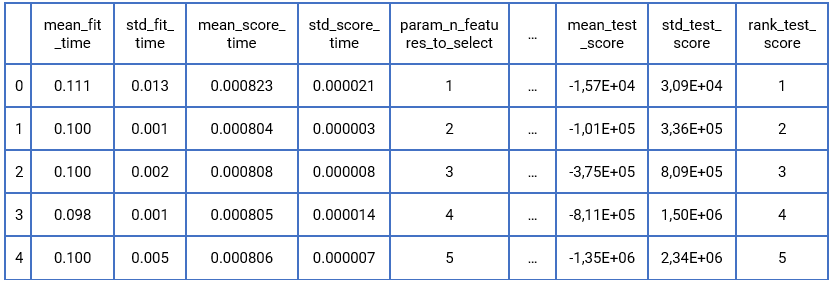 mean_fit_time std_fit_time mean_score_time std_score_time param_n_features_to_select ... mean_test_score std_test_score rank_test_score
0 0.111 0.013 0.000823 0.000021 1 ... -1,57E+04 3,09E+04 1
1 0.100 0.001 0.000804 0.000003 2 ... -1,01E+05 3,36E+05 2
2 0.100 0.002 0.000808 0.000008 3 ... -3,75E+05 8,09E+05 3
3 0.098 0.001 0.000805 0.000014 4 ... -8,11E+05 1,50E+06 4
4 0.100 0.005 0.000806 0.000007 5 ... -1,35E+06 2,34E+06 5